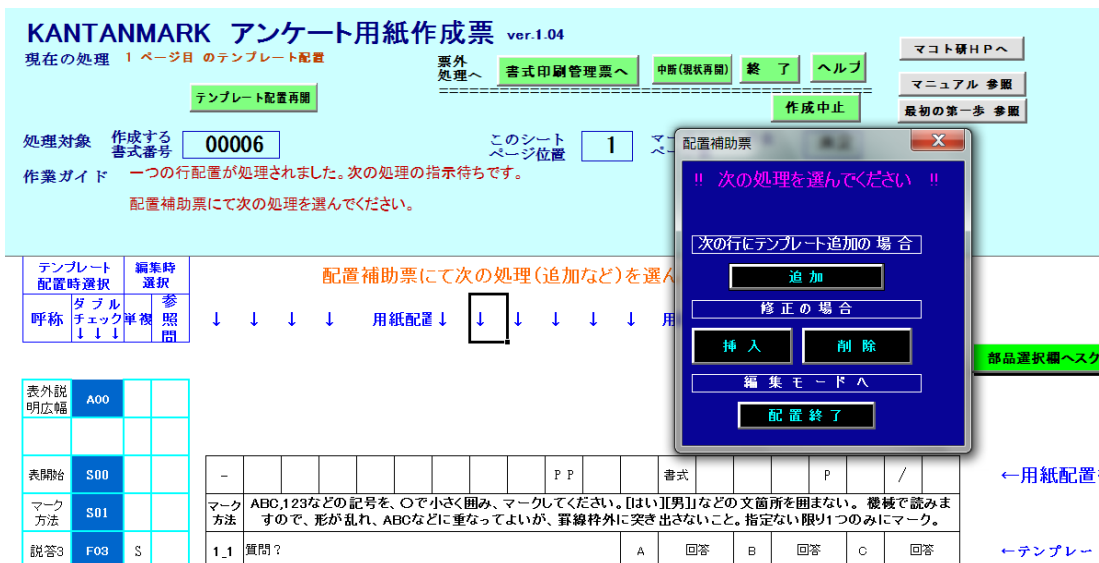 KANTANMARK アンケート用紙作成票 ver.1.04
現在の処理 1 ページ目 のテンプレート配置
票外
処理へ
書式印刷管理票へ
中断(現状再開)
終 了
ヘルプ
マコト研HPへ
マニュアル 参照
最初の第一歩 参照
テンプレート配置再開
作成中止
処理対象
作成する
書式番号
00006
このシート
ページ位置
1
作業ガイド
一つの行配置が処理されました。次の処理の指示待ちです。
配置補助票にて次の処理を選んでください。
配置補助票
X
!! 次の処理を選んでください !!
次の行にテンプレート追加の 場 合
追 加
修 正 の 場 合
挿 入
削 除
編 集 モ ー ド へ
配 置 終 了
テンプレート
配置時選択
編集時
選択
呼称
ダブル
チェック
↓ ↓ ↓
単複
参照問
配置補助票にて次の処理(追加など)を選ん
↓ ↓ ↓ ↓ 用紙配置↓ ↓ ↓ ↓ ↓ ↓ 用
部品選択欄へスク
表外説
明広幅
A00
表開始 S00
－ P P 書式 P /
←用紙配置
マーク
方法
S01
マーク
方法
ABC,123などの記号を、〇で小さく囲み、マークしてください。[はい][男]」などの文箇所を囲まない。 機械で読みま
すので、形が乱れ、ABCなどに重なってよいが、罫線枠外に突き出さないこと。指定ない限り1つのみにマーク。
説答3 F03 S 1_1 質問？ A 回答 B 回答 C 回答
←テンプレー